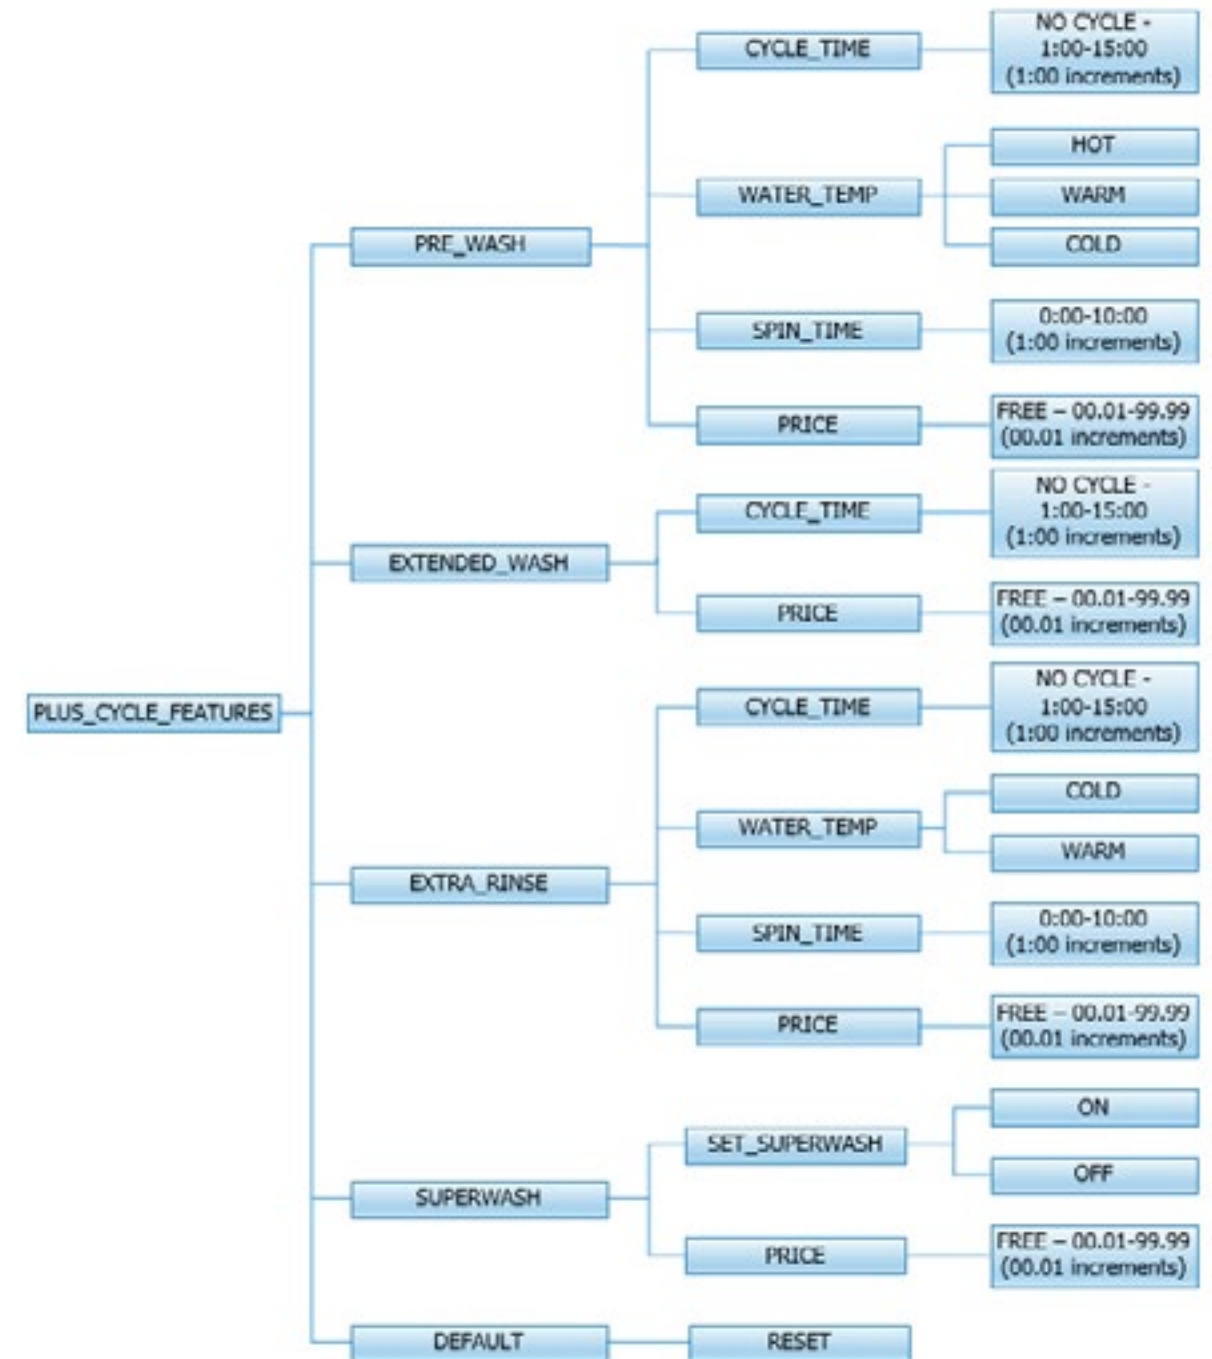 PLUS_CYCLE_FEATURES
PRE_WASH
CYCLE_TIME
NO CYCLE -
1:00-15:00
(1:00 increments)
WATER_TEMP
HOT
WARM
COLD
SPIN_TIME
0:00-10:00
(1:00 increments)
PRICE
FREE – 00.01-99.99
(00.01 increments)
EXTENDED_WASH
CYCLE_TIME
NO CYCLE -
1:00-15:00
(1:00 increments)
PRICE
FREE – 00.01-99.99
(00.01 increments)
EXTRA_RINSE
CYCLE_TIME
NO CYCLE -
1:00-15:00
(1:00 increments)
WATER_TEMP
COLD
WARM
SPIN_TIME
0:00-10:00
(1:00 increments)
PRICE
FREE – 00.01-99.99
(00.01 increments)
SUPERWASH
SET_SUPERWASH
ON
OFF
PRICE
FREE – 00.01-99.99
(00.01 increments)
DEFAULT
RESET